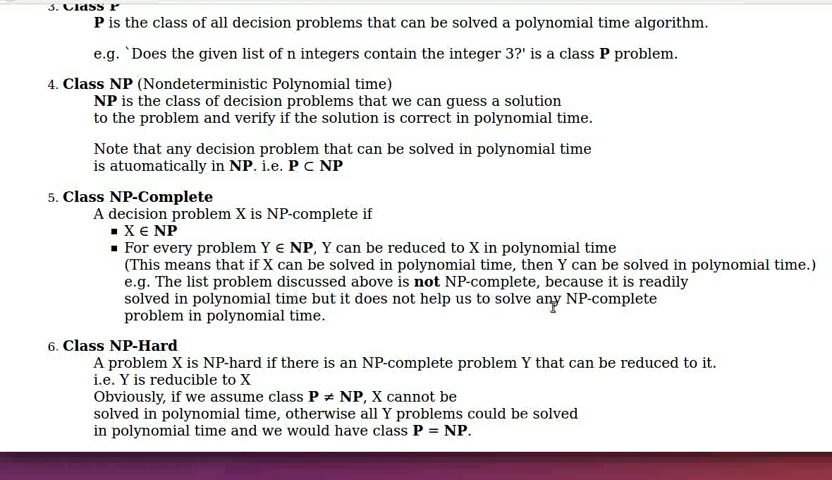 3. Class P
P is the class of all decision problems that can be solved a polynomial time algorithm.
e.g. `Does the given list of n integers contain the integer 3?' is a class P problem.
4. Class NP (Nondeterministic Polynomial time)
NP is the class of decision problems that we can guess a solution
to the problem and verify if the solution is correct in polynomial time.
Note that any decision problem that can be solved in polynomial time
is atuomatically in NP. i.e. P ⊂ NP
5. Class NP-Complete
A decision problem X is NP-complete if
▪ X ∈ NP
▪ For every problem Y ∈ NP, Y can be reduced to X in polynomial time
(This means that if X can be solved in polynomial time, then Y can be solved in polynomial time.)
e.g. The list problem discussed above is not NP-complete, because it is readily
solved in polynomial time but it does not help us to solve any NP-complete
problem in polynomial time.
6. Class NP-Hard
A problem X is NP-hard if there is an NP-complete problem Y that can be reduced to it.
i.e. Y is reducible to X
Obviously, if we assume class P ≠ NP, X cannot be
solved in polynomial time, otherwise all Y problems could be solved
in polynomial time and we would have class P = NP.